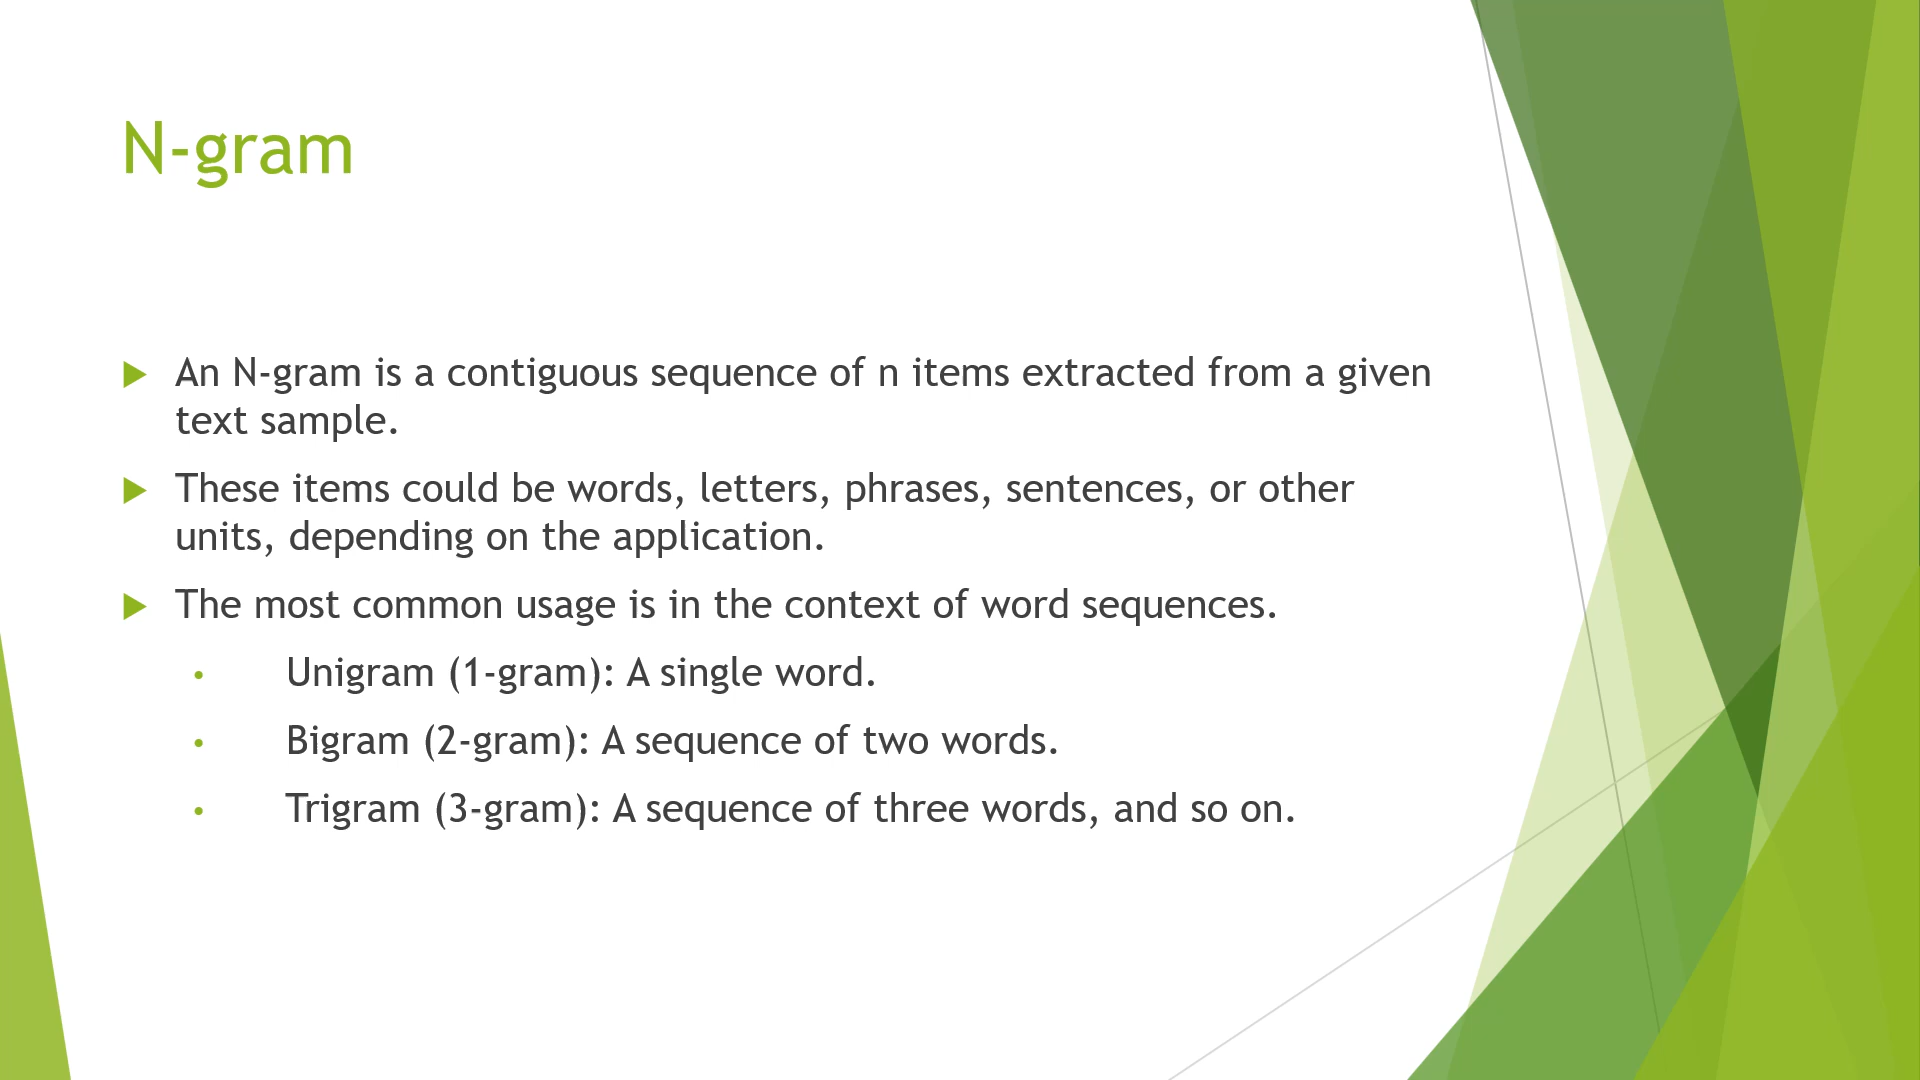 N-gram
An N-gram is a contiguous sequence of n items extracted from a given
text sample.
These items could be words, letters, phrases, sentences, or other
units, depending on the application.
The most common usage is in the context of word sequences.
• Unigram (1-gram): A single word.
• Bigram (2-gram): A sequence of two words.
• Trigram (3-gram): A sequence of three words, and so on.